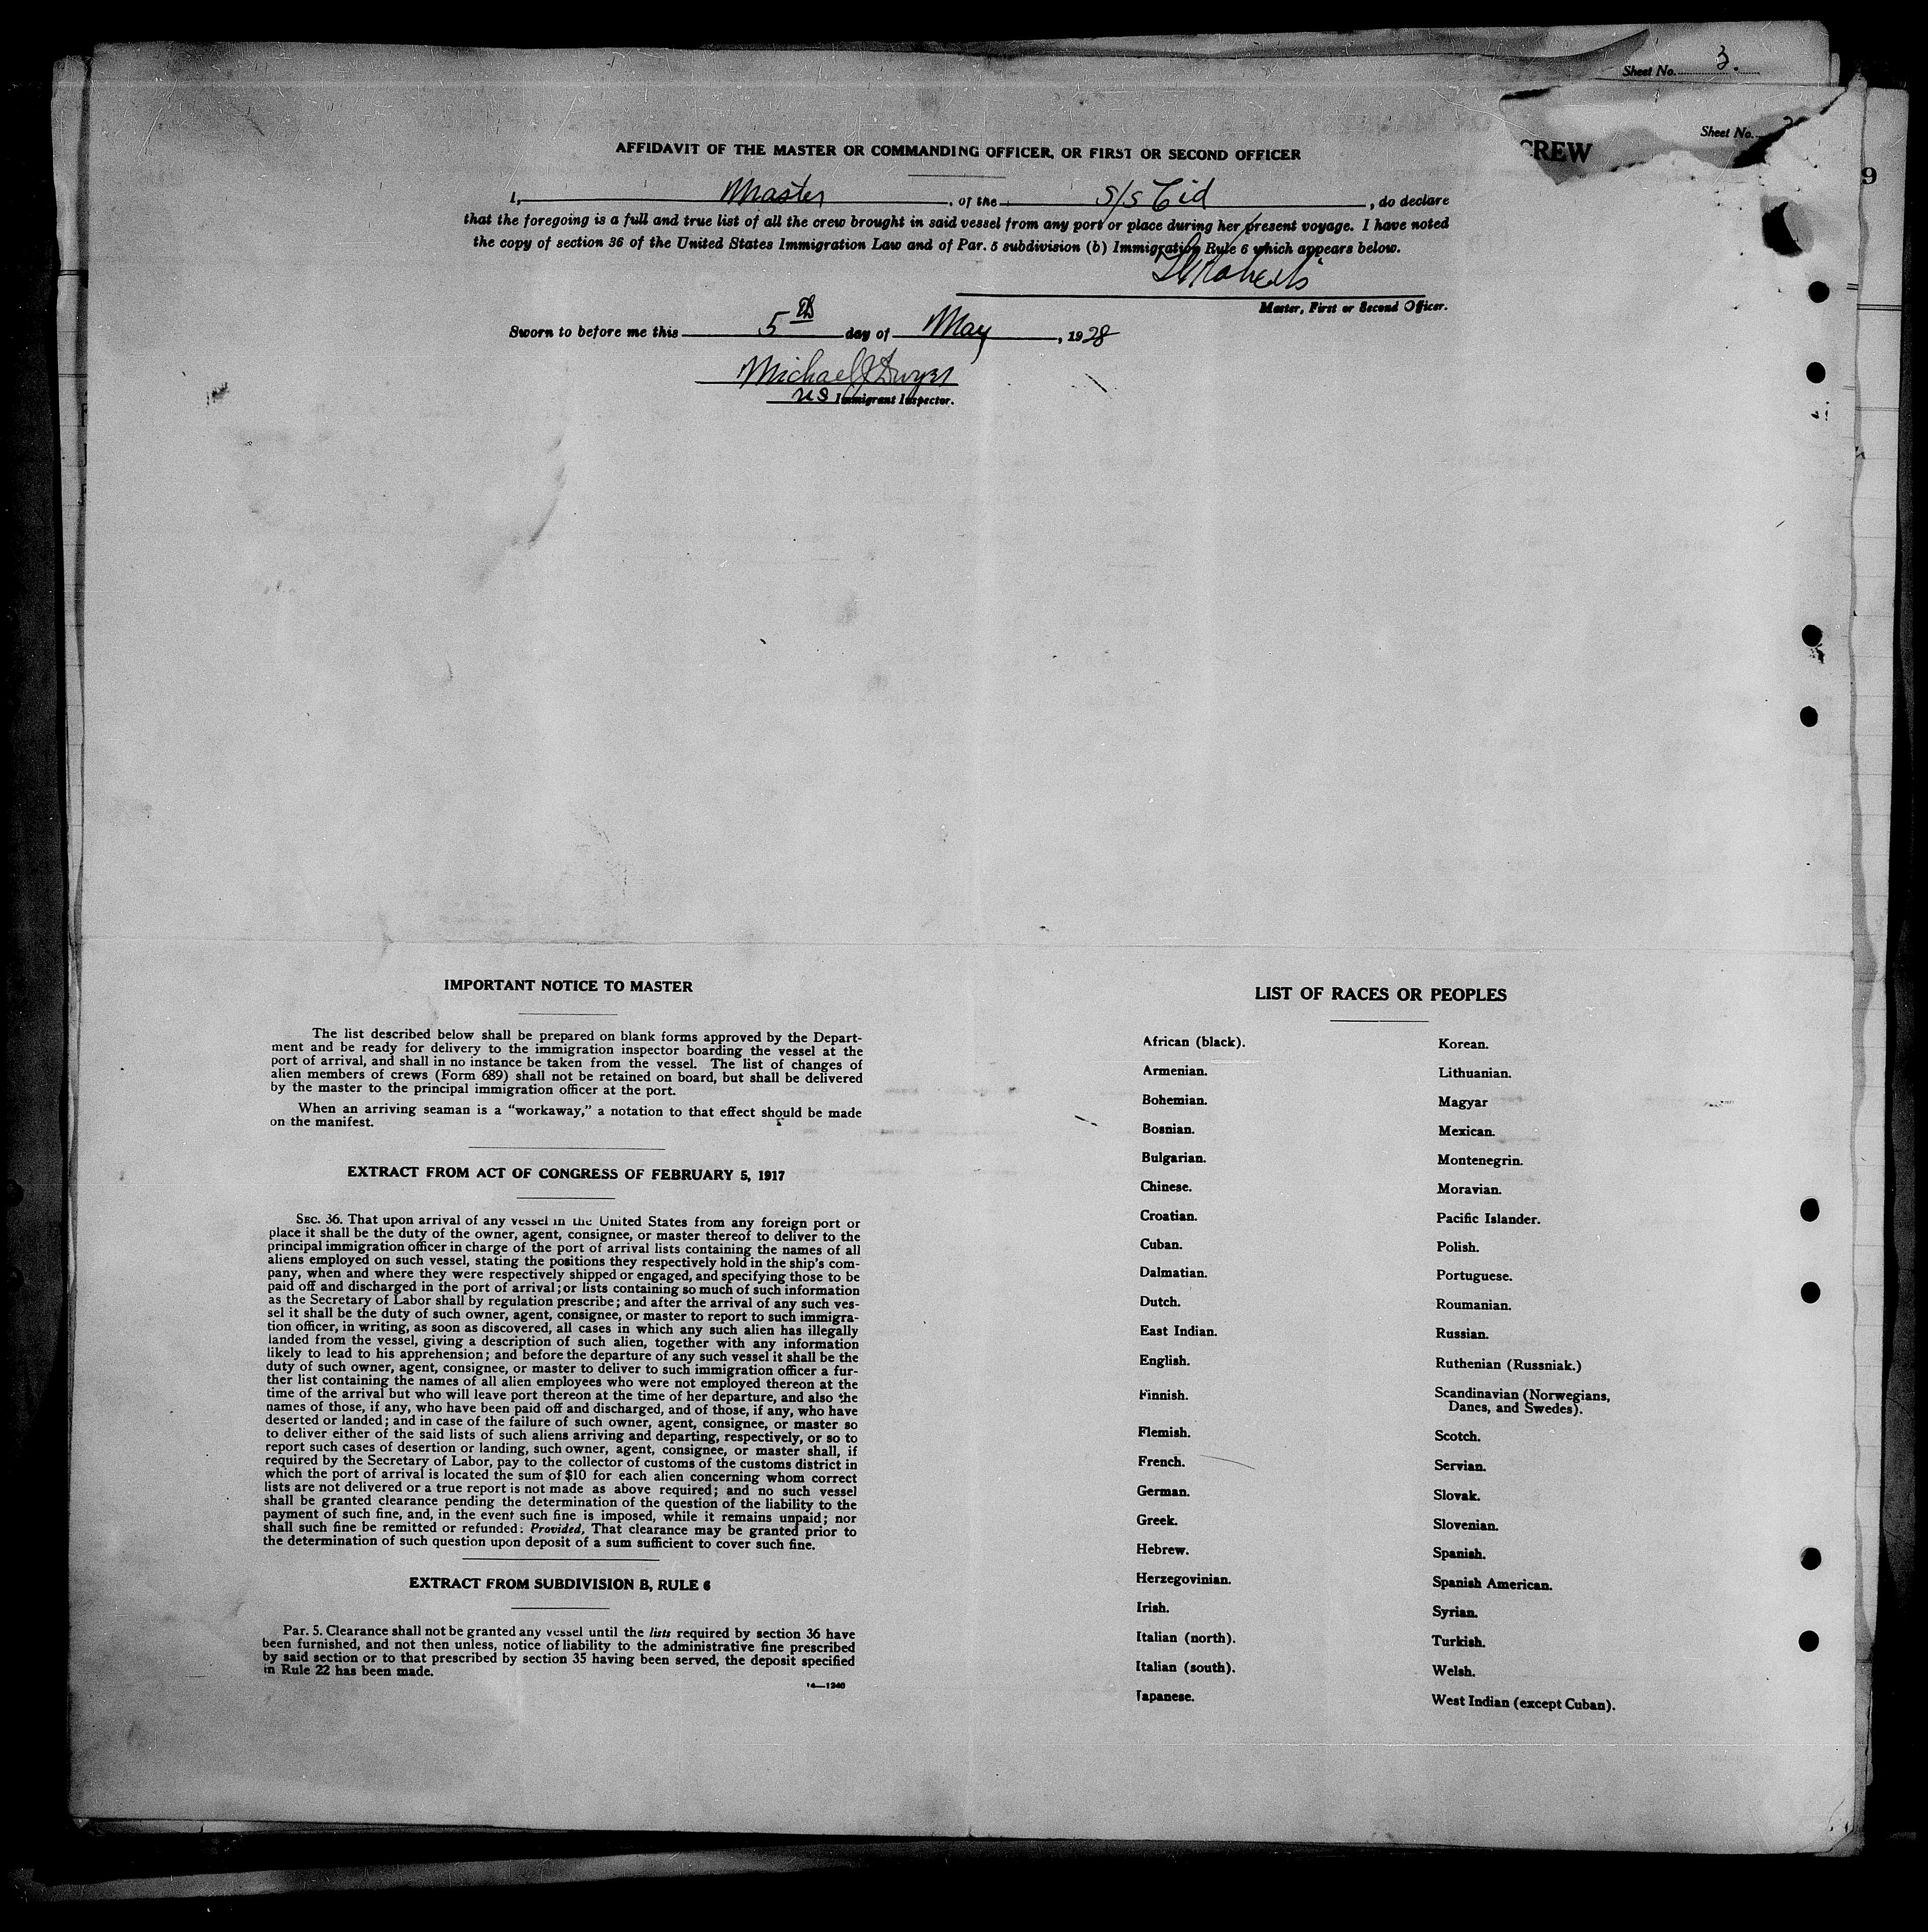 Sheet No. 3.
Sheet No.
CREW
9
AFFIDAVIT OF THE MASTER OR COMMANDING OFFICER, OR FIRST OR SECOND OFFICER
I, Master, of the S/S Cid, do declare
that the foregoing is a full and true list of all the crew brought in said vessel from any port or place during her present voyage. I have noted
the copy of section 36 of the United States Immigration Law and of Par. 5 subdivision (b) Immigration Rule 6 which appears below.
Roberts
Master, First or Second Officer.
Sworn to before me this 5th day of May, 1928
Michael J Dwyer
US Immigrant Inspector.
IMPORTANT NOTICE TO MASTER
The list described below shall be prepared on blank forms approved by the Depart-
ment and be ready for delivery to the immigration inspector boarding the vessel at the
port of arrival, and shall in no instance be taken from the vessel. The list of changes of
alien members of crews (Form 689) shall not be retained on board, but shall be delivered
by the master to the principal immigration officer at the port.
When an arriving seaman is a "workaway," a notation to that effect should be made
on the manifest.
EXTRACT FROM ACT OF CONGRESS OF FEBRUARY 5, 1917
SEC. 36. That upon arrival of any vessel in the United States from any foreign port or
place it shall be the duty of the owner, agent, consignee, or master thereof to deliver to the
principal immigration officer in charge of the port of arrival lists containing the names of all
aliens employed on such vessel, stating the positions they respectively hold in the ship's com-
pany, when and where they were respectively shipped or engaged, and specifying those to be
paid off and discharged in the port of arrival; or lists containing so much of such information
as the Secretary of Labor shall by regulation prescribe; and after the arrival of any such ves-
sel it shall be the duty of such owner, agent, consignee, or master to report to such immigra-
tion officer, in writing, as soon as discovered, all cases in which any such alien has illegally
landed from the vessel, giving a description of such alien, together with any information
likely to lead to his apprehension; and before the departure of any such vessel it shall be the
duty of such owner, agent, consignee, or master to deliver to such immigration officer a fur-
ther list containing the names of all alien employees who were not employed thereon at the
time of the arrival but who will leave port thereon at the time of her departure, and also the
names of those, if any, who have been paid off and discharged, and of those, if any, who have
deserted or landed; and in case of the failure of such owner, agent, consignee, or master so
to deliver either of the said lists of such aliens arriving and departing, respectively, or so to
report such cases of desertion or landing, such owner, agent, consignee, or master shall, if
required by the Secretary of Labor, pay to the collector of customs of the customs district in
which the port of arrival is located the sum of $10 for each alien concerning whom correct
lists are not delivered or a true report is not made as above required; and no such vessel
shall be granted clearance pending the determination of the question of the liability to the
payment of such fine, and, in the event such fine is imposed, while it remains unpaid; nor
shall such fine be remitted or refunded: Provided, That clearance may be granted prior to
the determination of such question upon deposit of a sum sufficient to cover such fine.
EXTRACT FROM SUBDIVISION B, RULE 6
Par. 5. Clearance shall not be granted any vessel until the lists required by section 36 have
been furnished, and not then unless, notice of liability to the administrative fine prescribed
by said section or to that prescribed by section 35 having been served, the deposit specified
in Rule 22 has been made.
14—1240
LIST OF RACES OR PEOPLES
African (black).
Armenian.
Bohemian.
Bosnian.
Bulgarian.
Chinese.
Croatian.
Cuban.
Dalmatian.
Dutch.
East Indian.
English.
Finnish.
Flemish.
French.
German.
Greek.
Hebrew.
Herzegovinian.
Irish.
Italian (north).
Italian (south).
Japanese.
Korean.
Lithuanian.
Magyar
Mexican.
Montenegrin.
Moravian.
Pacific Islander.
Polish.
Portuguese.
Roumanian.
Russian.
Ruthenian (Russniak.)
Scandinavian (Norwegians,
Danes, and Swedes).
Scotch.
Servian.
Slovak.
Slovenian.
Spanish.
Spanish American.
Syrian.
Turkish.
Welsh.
West Indian (except Cuban).